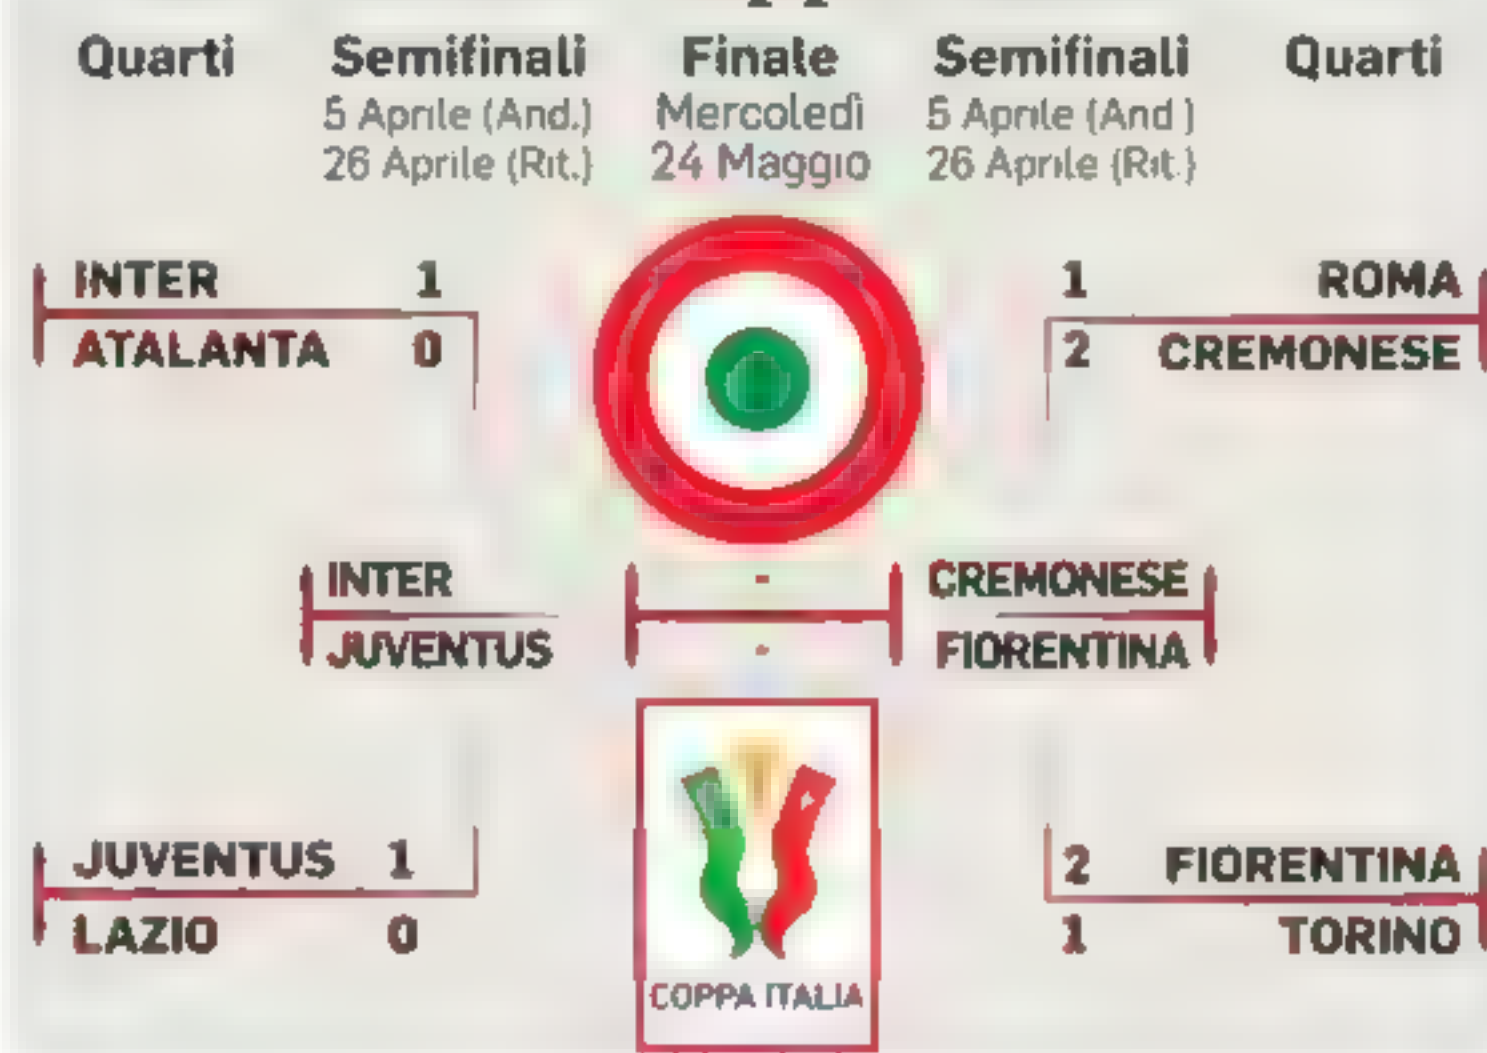 Quarti Semifinali Finale Semifinali Quarti
5 Aprile (And.) Mercoledì 5 Aprile (And.)
26 Aprile (Rit.) 24 Maggio 26 Aprile (Rit.)
INTER 1 1 ROMA
ATALANTA 0 2 CREMONESE
INTER - CREMONESE
JUVENTUS - FIORENTINA
JUVENTUS 1 2 FIORENTINA
LAZIO 0 1 TORINO
COPPA ITALIA